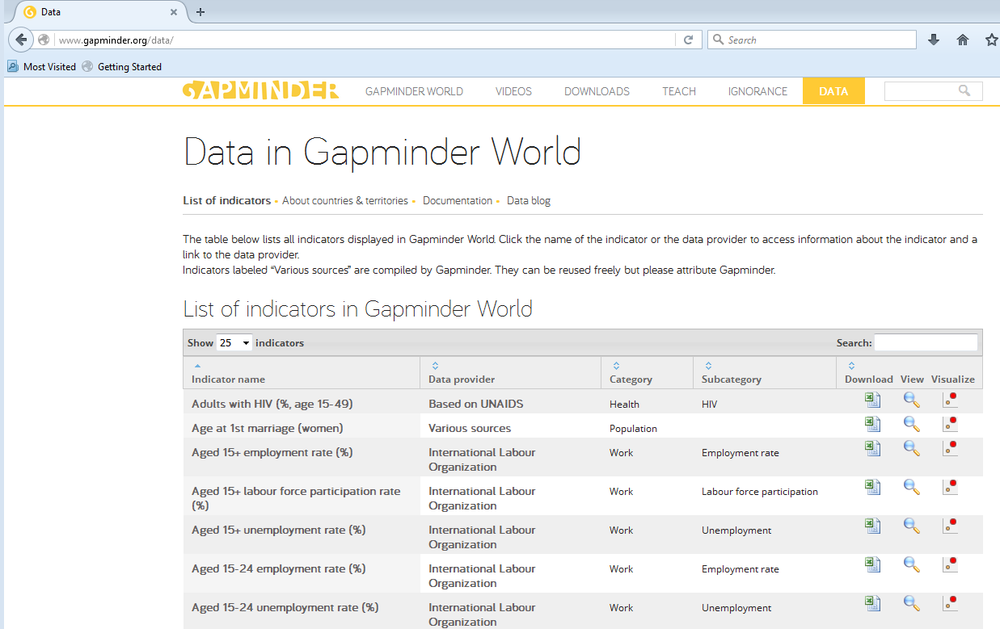 Data
www.gapminder.org/data/
Search
Most Visited Getting Started
GAPMINDER GAPMINDER WORLD VIDEOS DOWNLOADS TEACH IGNORANCE DATA
Data in Gapminder World
List of indicators • About countries & territories • Documentation • Data blog
The table below lists all indicators displayed in Gapminder World. Click the name of the indicator or the data provider to access information about the indicator and a
link to the data provider.
Indicators labeled “Various sources” are compiled by Gapminder. They can be reused freely but please attribute Gapminder.
List of indicators in Gapminder World
Show 25 indicators Search:
Indicator name Data provider Category Subcategory Download View Visualize
Adults with HIV (%, age 15-49) Based on UNAIDS Health HIV
Age at 1st marriage (women) Various sources Population
Aged 15+ employment rate (%) International Labour Work Employment rate
Organization
Aged 15+ labour force participation rate International Labour Work Labour force participation
(%) Organization
Aged 15+ unemployment rate (%) International Labour Work Unemployment
Organization
Aged 15-24 employment rate (%) International Labour Work Employment rate
Organization
Aged 15-24 unemployment rate (%) International Labour Work Unemployment
Organization